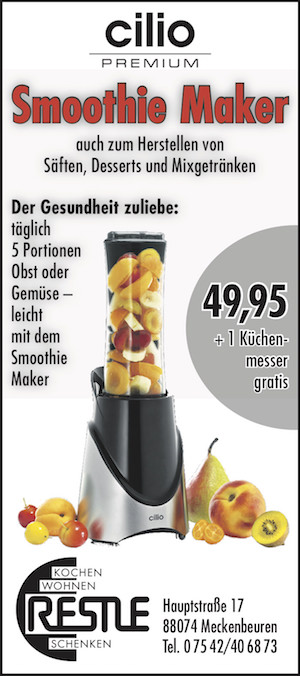 cilio
PREMIUM
Smoothie Maker
auch zum Herstellen von
Säften, Desserts und Mixgetränken
Der Gesundheit zuliebe:
täglich
5 Portionen
Obst oder
Gemüse –
leicht
mit dem
Smoothie
Maker
49,95
+ 1 Küchen-
messer
gratis
cilio
KOCHEN
WOHNEN
RESTLE
SCHENKEN
Hauptstraße 17
88074 Meckenbeuren
Tel. 0 75 42/40 68 73